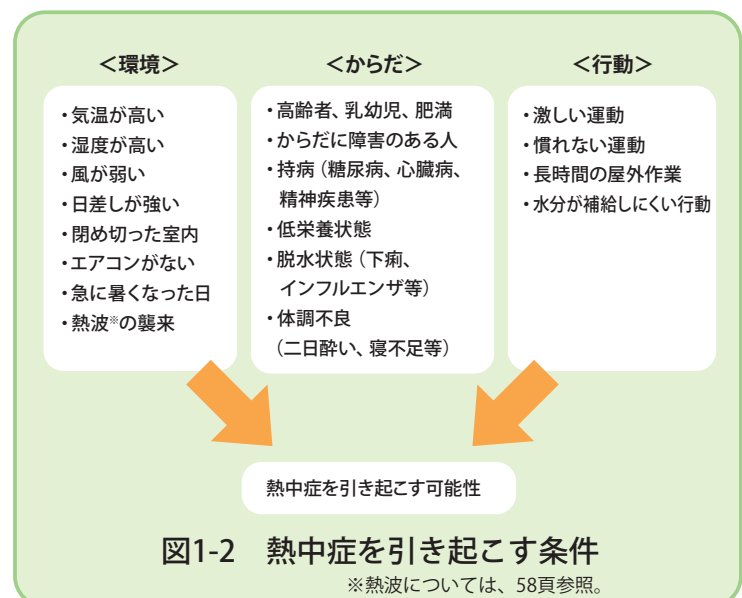 ＜環境＞
・気温が高い
・湿度が高い
・風が弱い
・日差しが強い
・閉め切った室内
・エアコンがない
・急に暑くなった日
・熱波※の襲来
＜からだ＞
・高齢者、乳幼児、肥満
・からだに障害のある人
・持病（糖尿病、心臓病、
精神疾患等）
・低栄養状態
・脱水状態（下痢、
インフルエンザ等）
・体調不良
（二日酔い、寝不足等）
＜行動＞
・激しい運動
・慣れない運動
・長時間の屋外作業
・水分が補給しにくい行動
熱中症を引き起こす可能性
図1-2　熱中症を引き起こす条件
※熱波については、58頁参照。